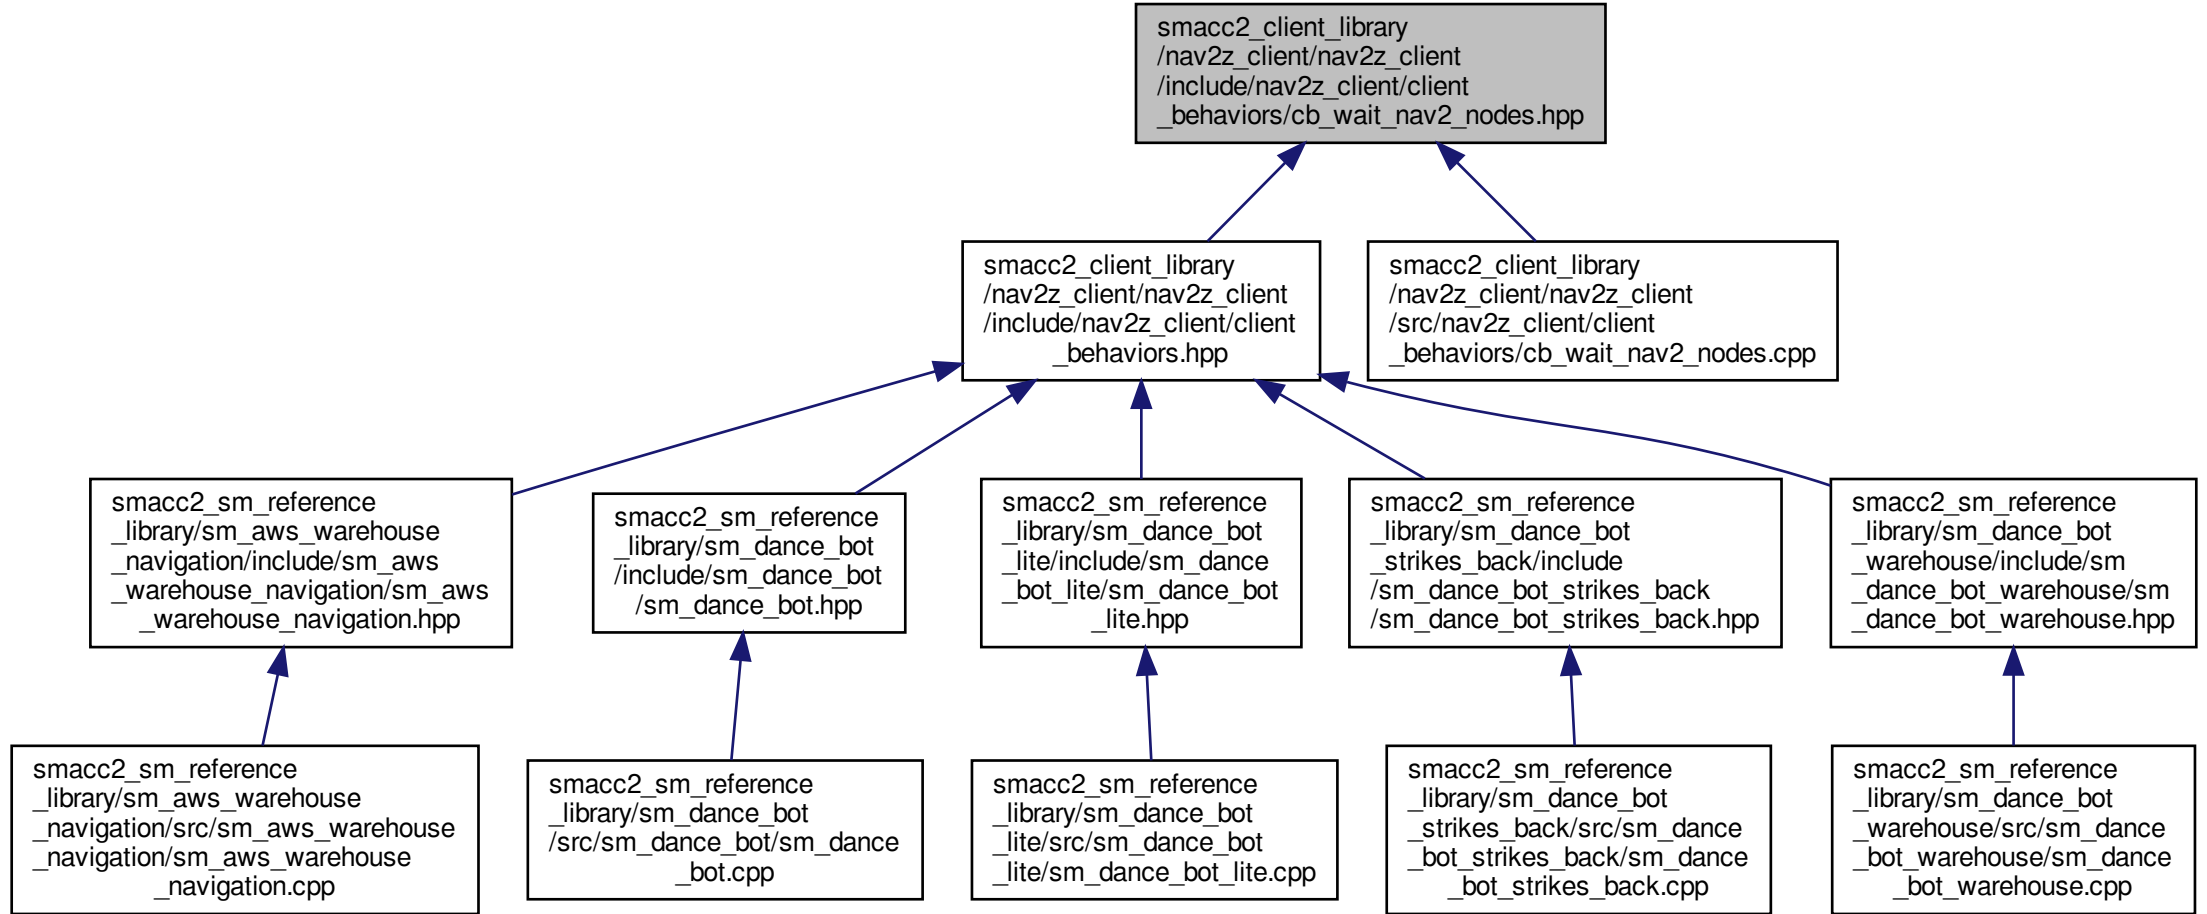 smacc2_client_library
/nav2z_client/nav2z_client
/include/nav2z_client/client
_behaviors/cb_wait_nav2_nodes.hpp
smacc2_client_library
/nav2z_client/nav2z_client
/include/nav2z_client/client
_behaviors.hpp
smacc2_client_library
/nav2z_client/nav2z_client
/src/nav2z_client/client
_behaviors/cb_wait_nav2_nodes.cpp
smacc2_sm_reference
_library/sm_aws_warehouse
_navigation/include/sm_aws
_warehouse_navigation/sm_aws
_warehouse_navigation.hpp
smacc2_sm_reference
_library/sm_dance_bot
/include/sm_dance_bot
/sm_dance_bot.hpp
smacc2_sm_reference
_library/sm_dance_bot
_lite/include/sm_dance
_bot_lite/sm_dance_bot
_lite.hpp
smacc2_sm_reference
_library/sm_dance_bot
_strikes_back/include
/sm_dance_bot_strikes_back
/sm_dance_bot_strikes_back.hpp
smacc2_sm_reference
_library/sm_dance_bot
_warehouse/include/sm
_dance_bot_warehouse/sm
_dance_bot_warehouse.hpp
smacc2_sm_reference
_library/sm_aws_warehouse
_navigation/src/sm_aws_warehouse
_navigation/sm_aws_warehouse
_navigation.cpp
smacc2_sm_reference
_library/sm_dance_bot
/src/sm_dance_bot/sm_dance
_bot.cpp
smacc2_sm_reference
_library/sm_dance_bot
_lite/src/sm_dance_bot
_lite/sm_dance_bot_lite.cpp
smacc2_sm_reference
_library/sm_dance_bot
_strikes_back/src/sm_dance
_bot_strikes_back/sm_dance
_bot_strikes_back.cpp
smacc2_sm_reference
_library/sm_dance_bot
_warehouse/src/sm_dance
_bot_warehouse/sm_dance
_bot_warehouse.cpp